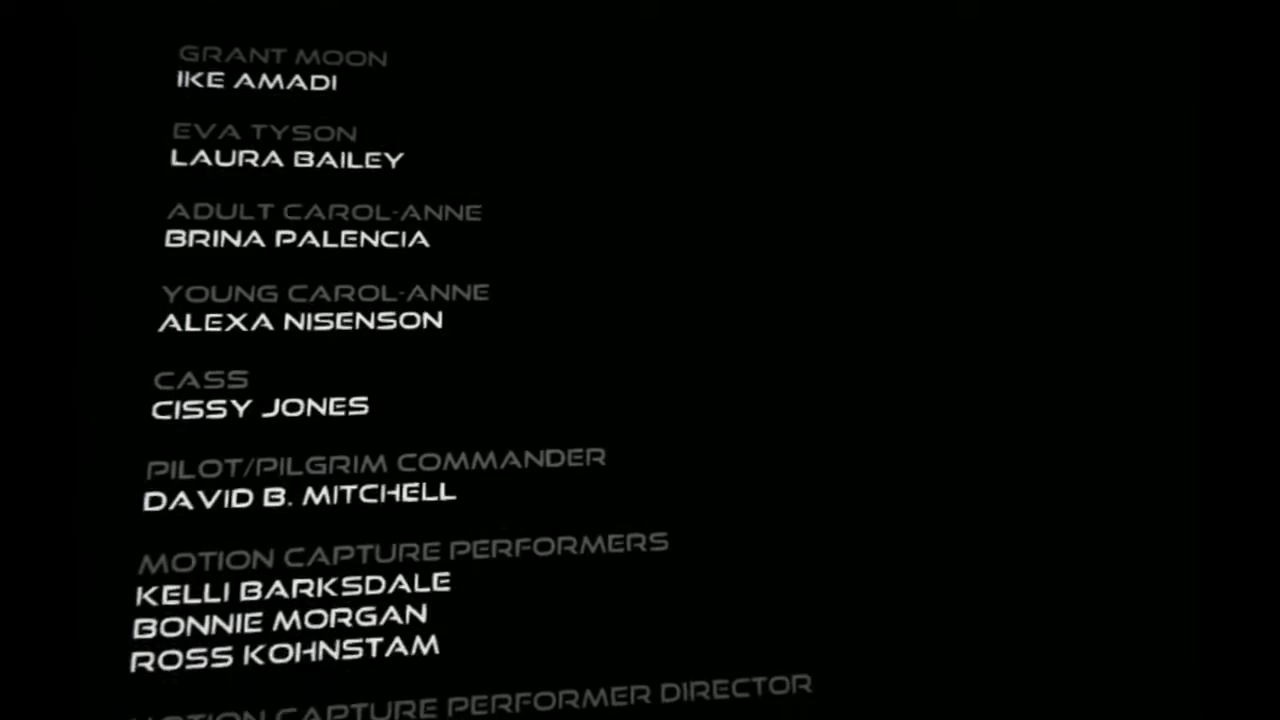 GRANT MOON
IKE AMADI
EVA TYSON
LAURA BAILEY
ADULT CAROL-ANNE
BRINA PALENCIA
YOUNG CAROL-ANNE
ALEXA NISENSON
CASS
CISSY JONES
PILOT/PILGRIM COMMANDER
DAVID B. MITCHELL
MOTION CAPTURE PERFORMERS
KELLI BARKSDALE
BONNIE MORGAN
ROSS KOHNSTAM
MOTION CAPTURE PERFORMER DIRECTOR